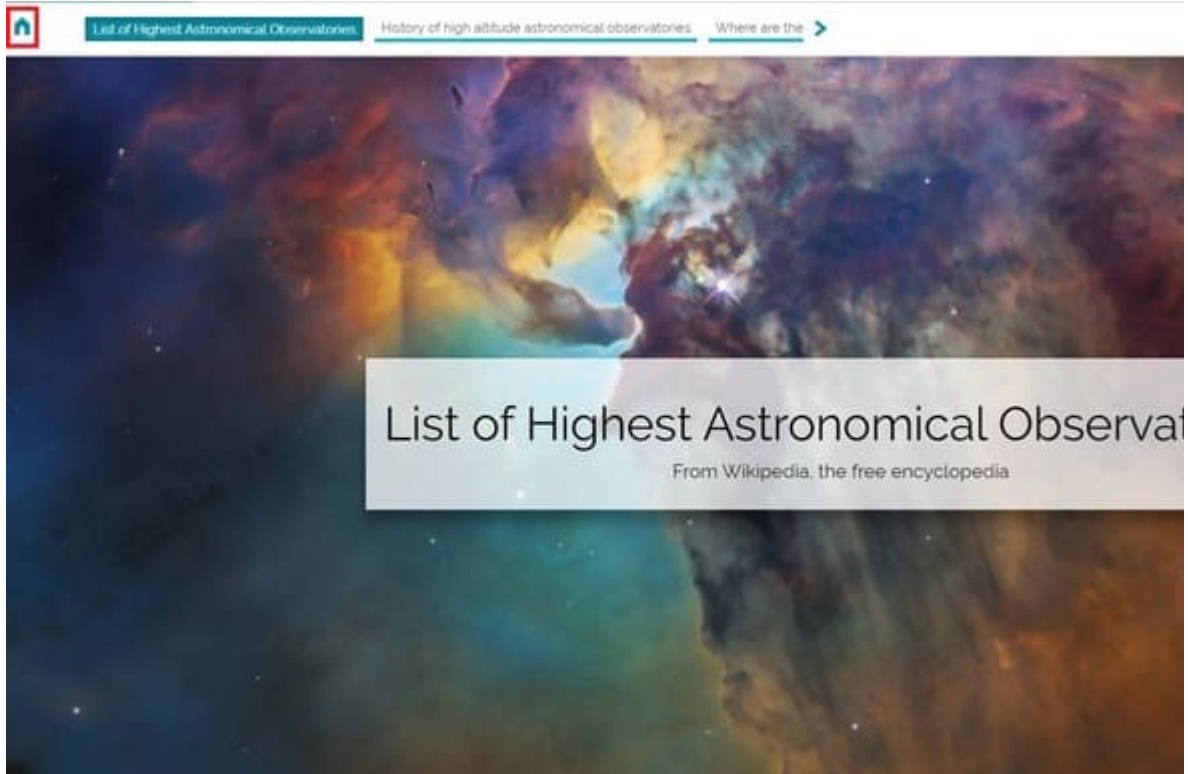 List of Highest Astronomical Observatories
History of high altitude astronomical observatories
Where are the
List of Highest Astronomical Observat
From Wikipedia, the free encyclopedia